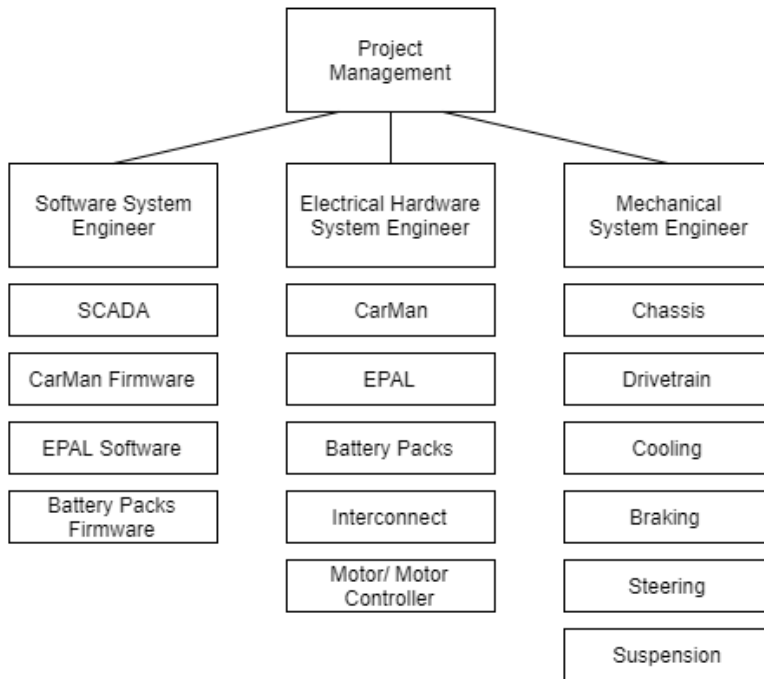 Project
Management
Software System
Engineer
Electrical Hardware
System Engineer
Mechanical
System Engineer
SCADA
CarMan
Chassis
CarMan Firmware
EPAL
Drivetrain
EPAL Software
Battery Packs
Cooling
Battery Packs
Firmware
Interconnect
Braking
Motor/ Motor
Controller
Steering
Suspension